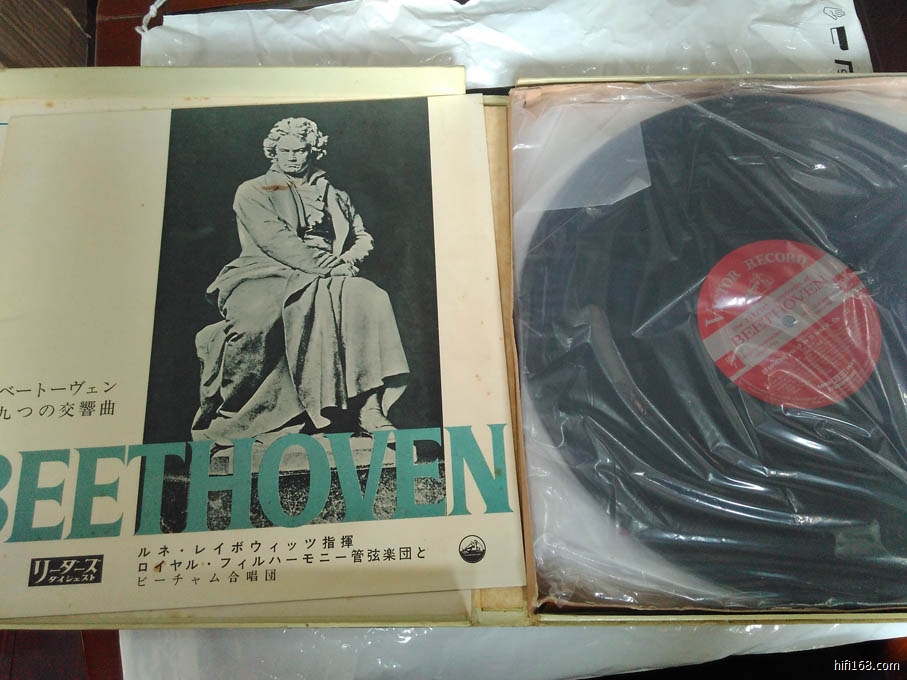 ベートーヴェン
九つの交響曲
BEETHOVEN
リーダーズ
ダイジェスト
ルネ・レイボウィッツ指揮
ロイヤル・フィルハーモニー管弦楽団と
ビーチャム合唱団
VICTOR RECORD
BEETHOVEN
hifi168.com